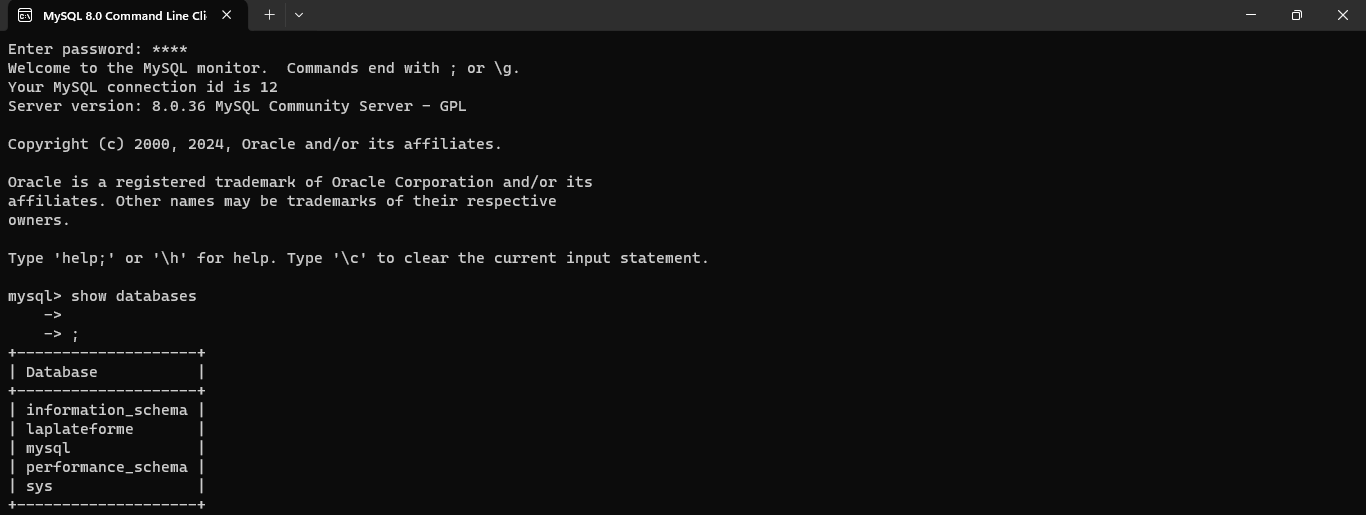 MySQL 8.0 Command Line Cli
Enter password: ****
Welcome to the MySQL monitor.  Commands end with ; or \g.
Your MySQL connection id is 12
Server version: 8.0.36 MySQL Community Server - GPL
Copyright (c) 2000, 2024, Oracle and/or its affiliates.
Oracle is a registered trademark of Oracle Corporation and/or its
affiliates. Other names may be trademarks of their respective
owners.
Type 'help;' or '\h' for help. Type '\c' to clear the current input statement.
mysql> show databases
    ->
    -> ;
+--------------------+
| Database           |
+--------------------+
| information_schema |
| laplateforme       |
| mysql              |
| performance_schema |
| sys                |
+--------------------+